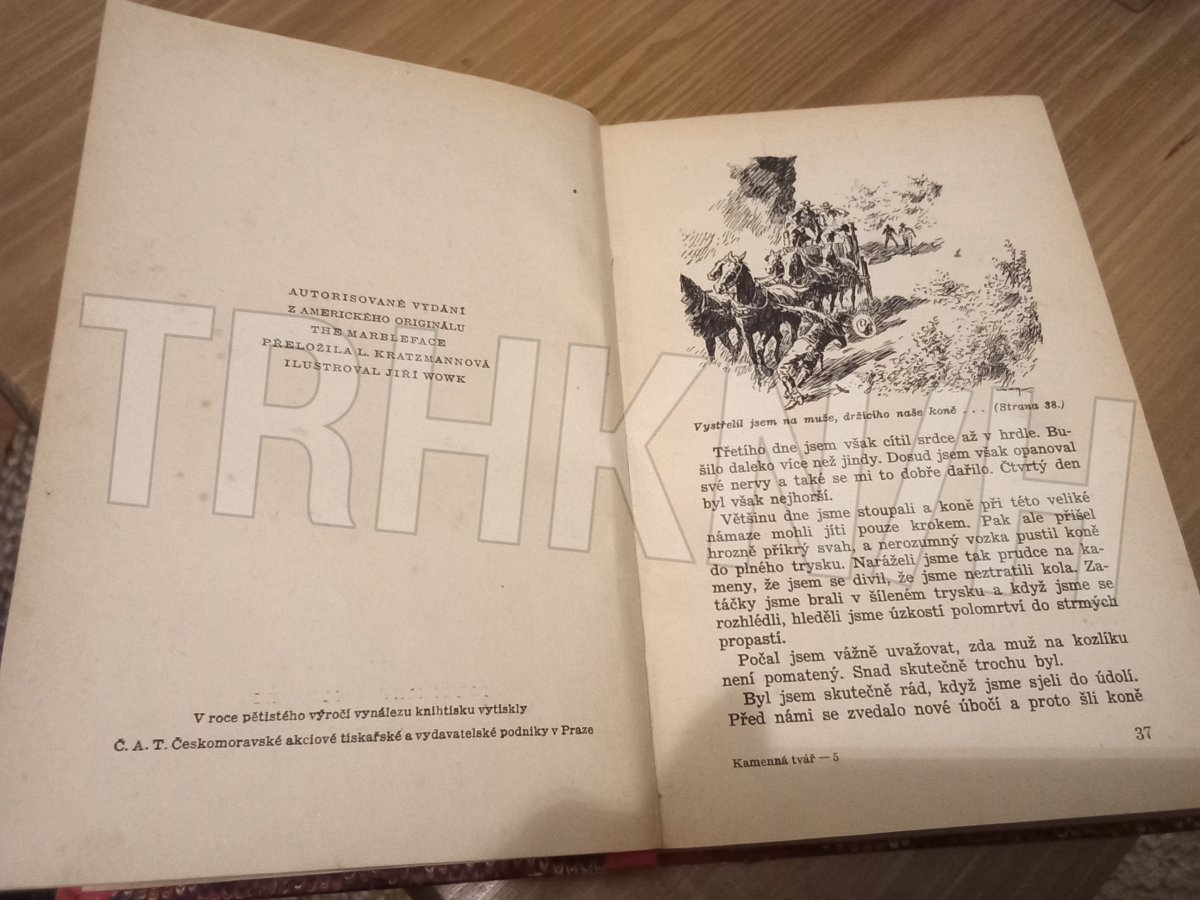 AUTORISOVANÉ VYDÁNÍ
Z AMERICKÉHO ORIGINÁLU
THE MARBLEFACE
PŘELOŽILA L. KRATZMANNOVÁ
ILUSTROVAL JIŘÍ WOWK
V roce pětistého výročí vynálezu knihtisku vytiskly
Č. A. T. Českomoravské akciové tiskařské a vydavatelské podniky v Praze
Vystřelil jsem na muže, držícího naše koně . . . (Strana 38.)
Třetího dne jsem však cítil srdce až v hrdle. Bu-
šilo daleko více než jindy. Dosud jsem však opanoval
své nervy a také se mi to dobře dařilo. Čtvrtý den
byl však nejhorší.
Většinu dne jsme stoupali a koně při této veliké
námaze mohli jíti pouze krokem. Pak ale přišel
hrozně příkrý svah, a nerozumný vozka pustil koně
do plného trysku. Naráželi jsme tak prudce na ka-
meny, že jsem se divil, že jsme neztratili kola. Za-
táčky jsme brali v šíleném trysku a když jsme se
rozhlédli, hleděli jsme úzkostí polomrtví do strmých
propastí.
Počal jsem vážně uvažovat, zda muž na kozlíku
není pomatený. Snad skutečně trochu byl.
Byl jsem skutečně rád, když jsme sjeli do údolí.
Před námi se zvedalo nové úbočí a proto šli koně
Kamenná tvář — 5
37
TRHKNIH